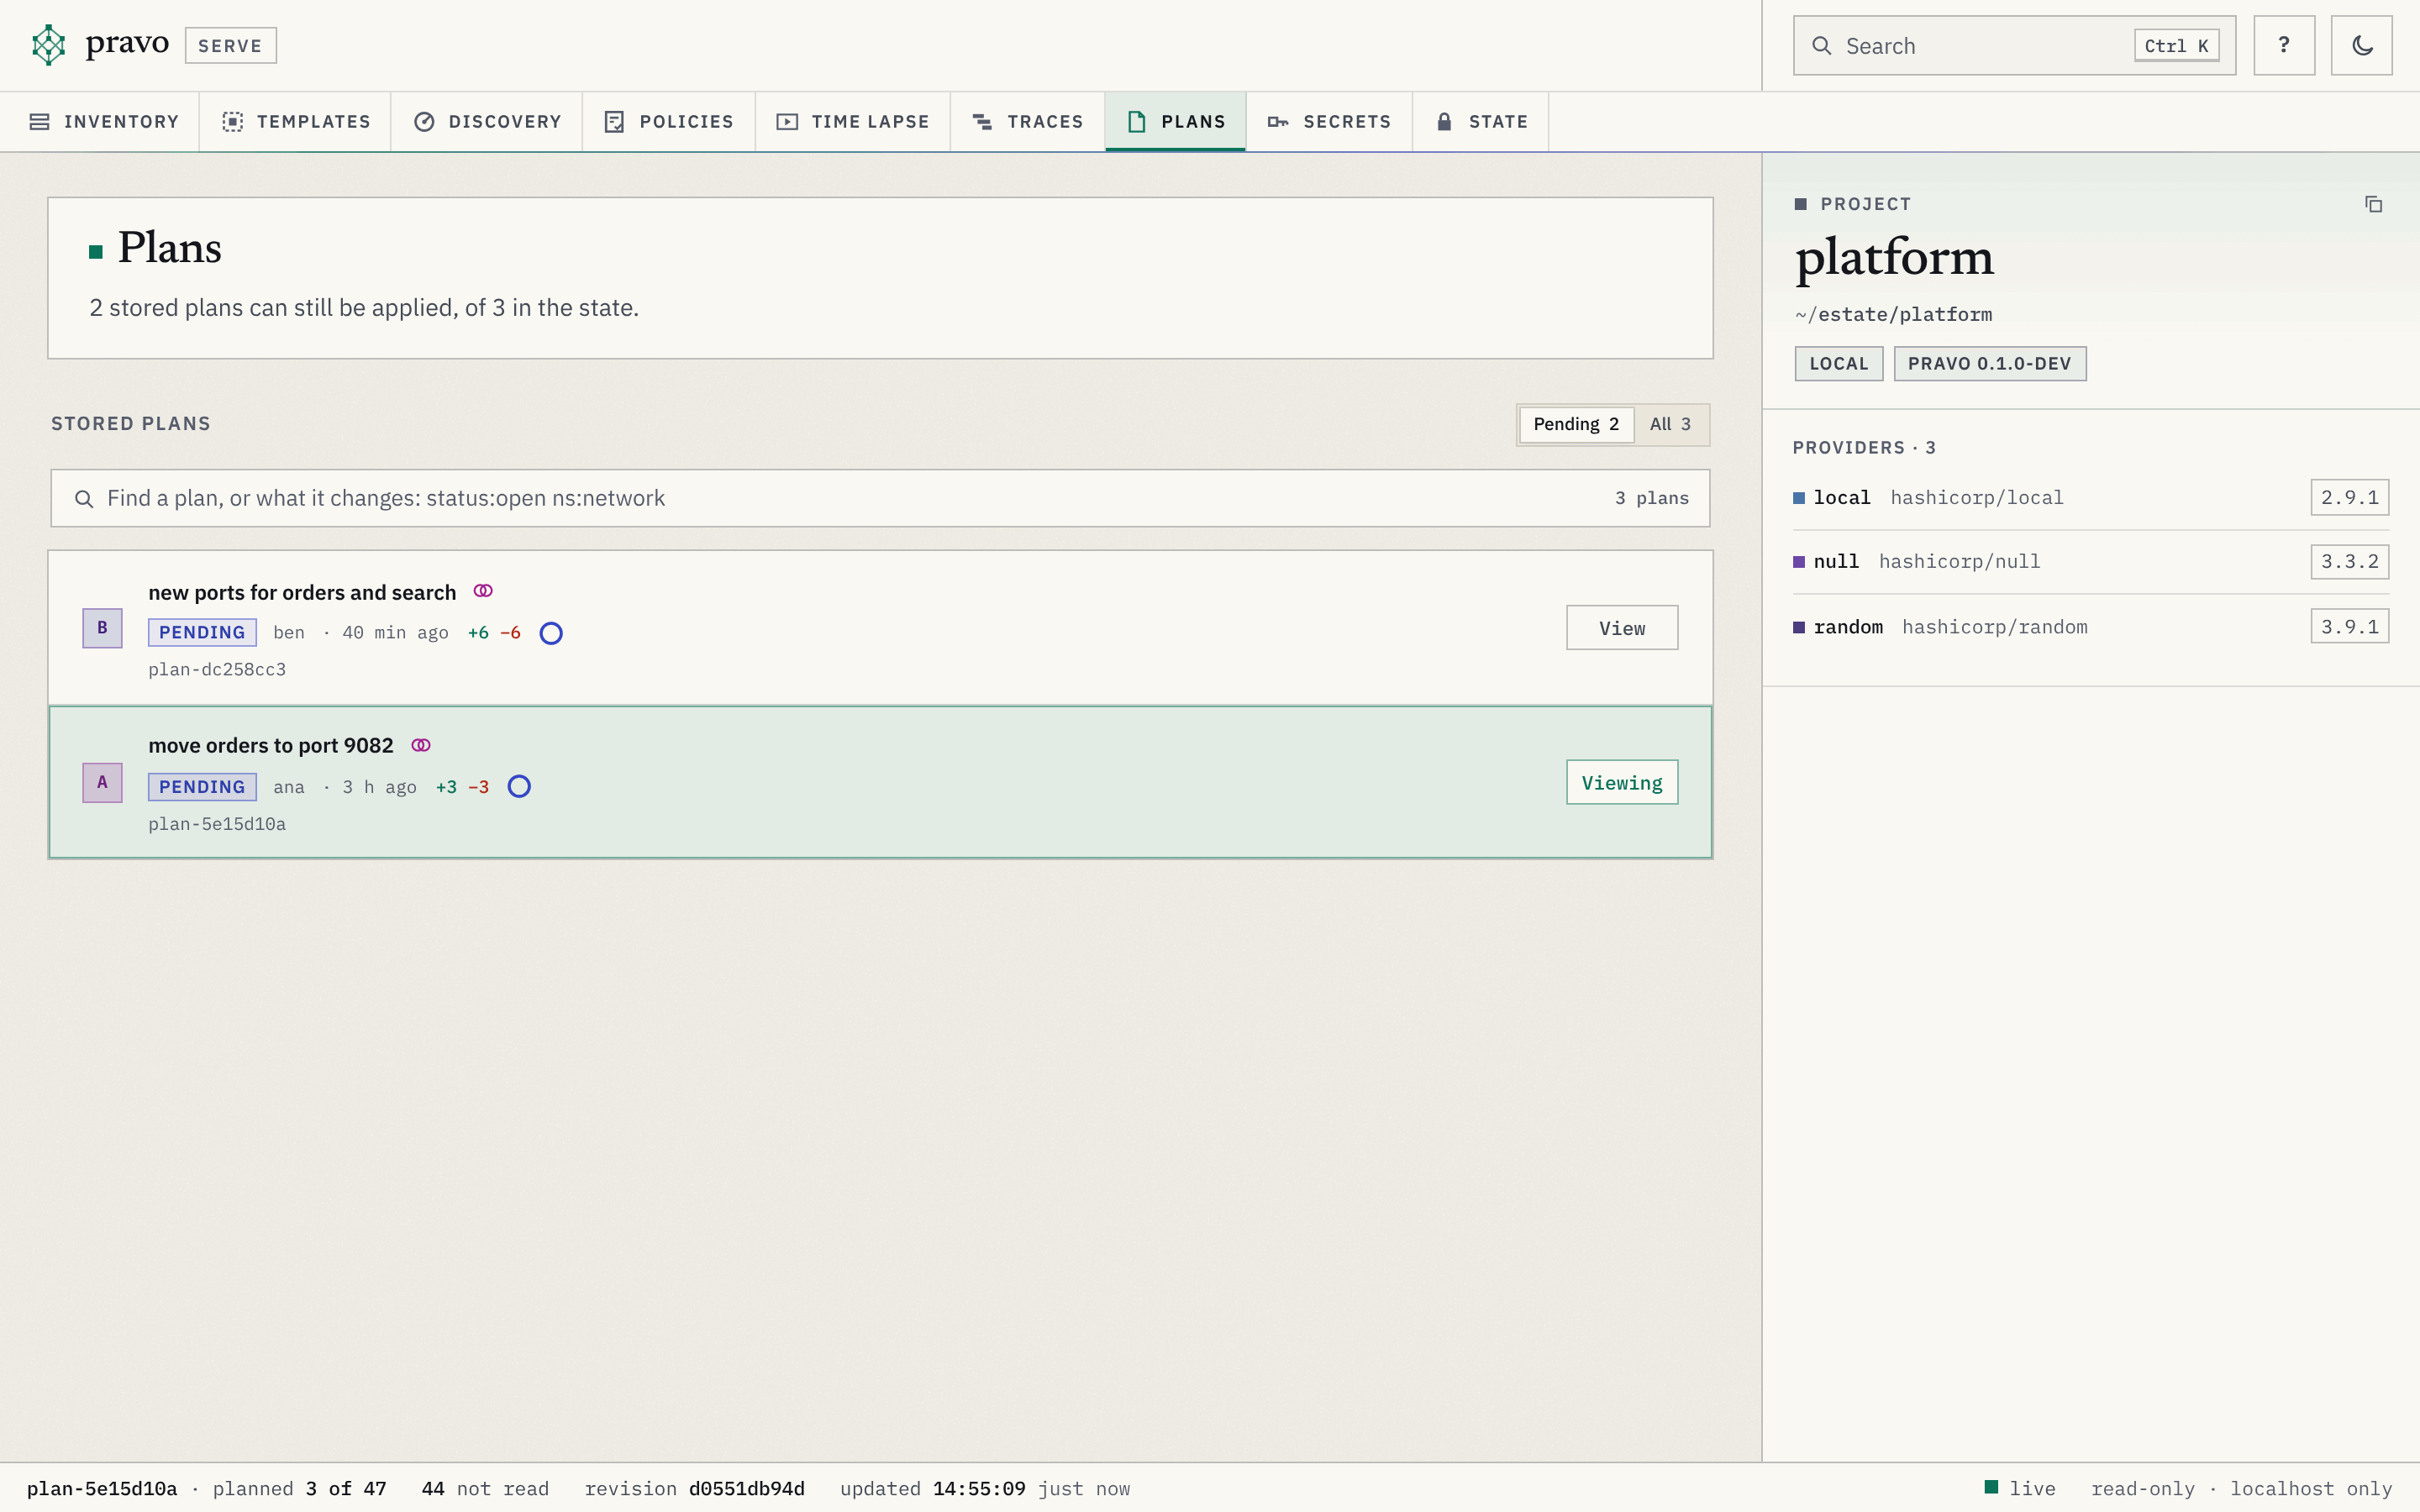 pravo SERVE
Search Ctrl K ?
INVENTORY TEMPLATES DISCOVERY POLICIES TIME LAPSE TRACES PLANS SECRETS STATE
Plans
2 stored plans can still be applied, of 3 in the state.
STORED PLANS
Pending 2 All 3
Find a plan, or what it changes: status:open ns:network 3 plans
B
new ports for orders and search
PENDING ben · 40 min ago +6 −6
plan-dc258cc3
View
A
move orders to port 9082
PENDING ana · 3 h ago +3 −3
plan-5e15d10a
Viewing
PROJECT
platform
~/estate/platform
LOCAL PRAVO 0.1.0-DEV
PROVIDERS · 3
local hashicorp/local 2.9.1
null hashicorp/null 3.3.2
random hashicorp/random 3.9.1
plan-5e15d10a · planned 3 of 47 44 not read revision d0551db94d updated 14:55:09 just now live read-only · localhost only